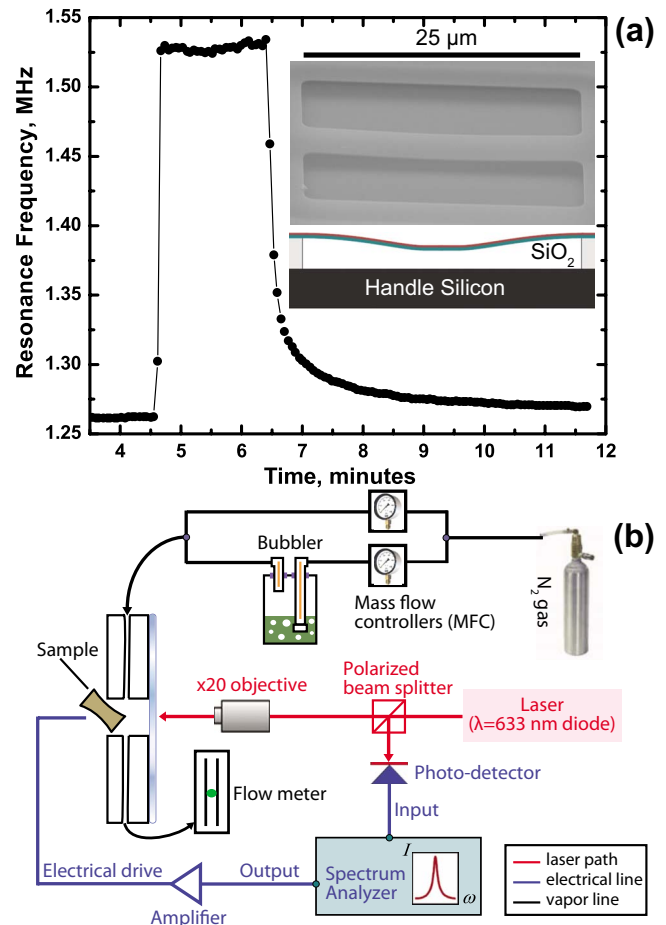 (a)
1.55
1.50
1.45
1.40
1.35
1.30
1.25
Resonance Frequency, MHz
25 µm
SiO2
Handle Silicon
4 5 6 7 8 9 10 11 12
Time, minutes
(b)
Bubbler
Mass flow
controllers (MFC)
N2 gas
Sample
x20 objective
Polarized
beam splitter
Laser
(λ=633 nm diode)
Photo-detector
Flow meter
Input
Electrical drive
Output
Amplifier
Spectrum
Analyzer
I
ω
laser path
electrical line
vapor line